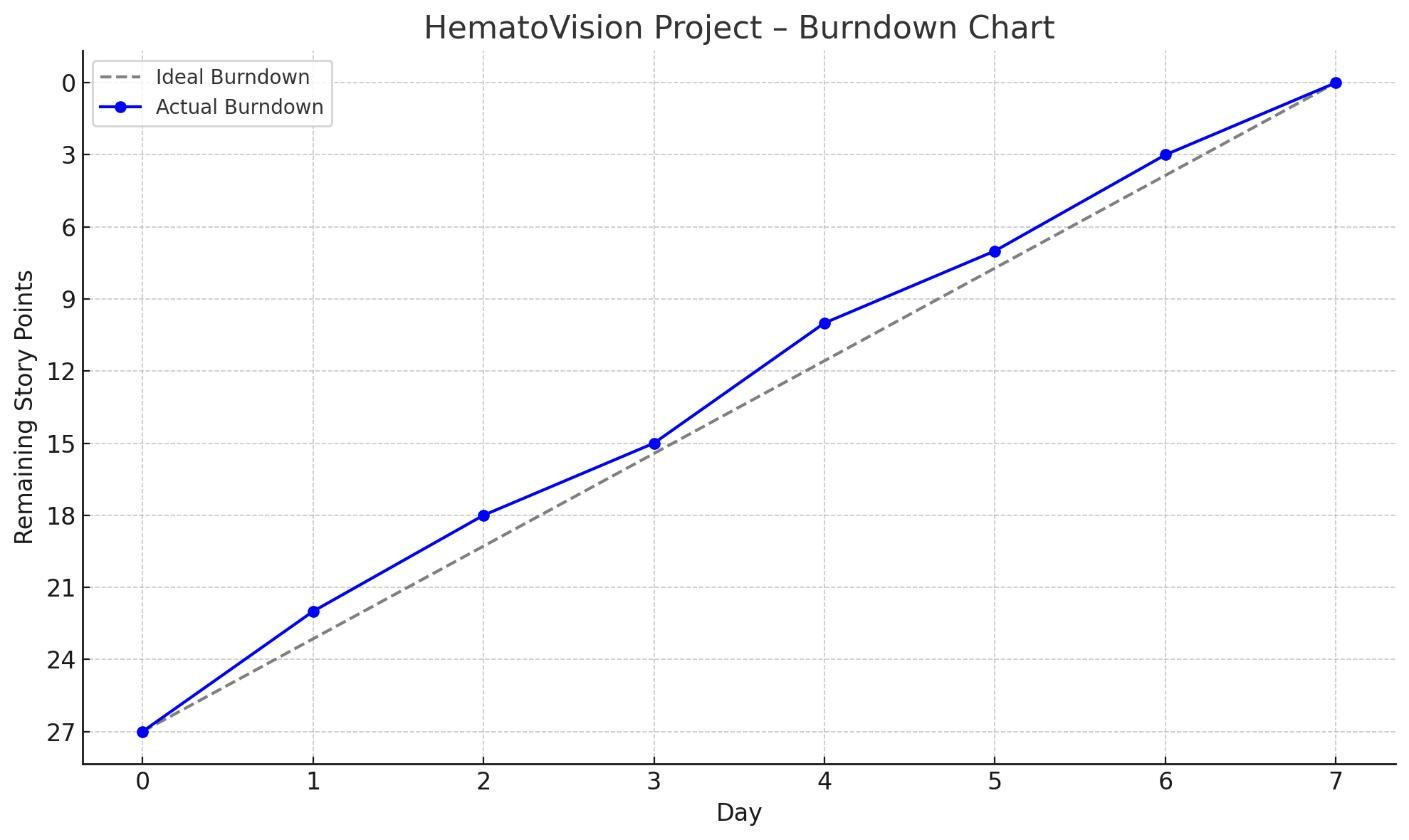 HematoVision Project – Burndown Chart
Ideal Burndown
Actual Burndown
Remaining Story Points
0
3
6
9
12
15
18
21
24
27
0 1 2 3 4 5 6 7
Day